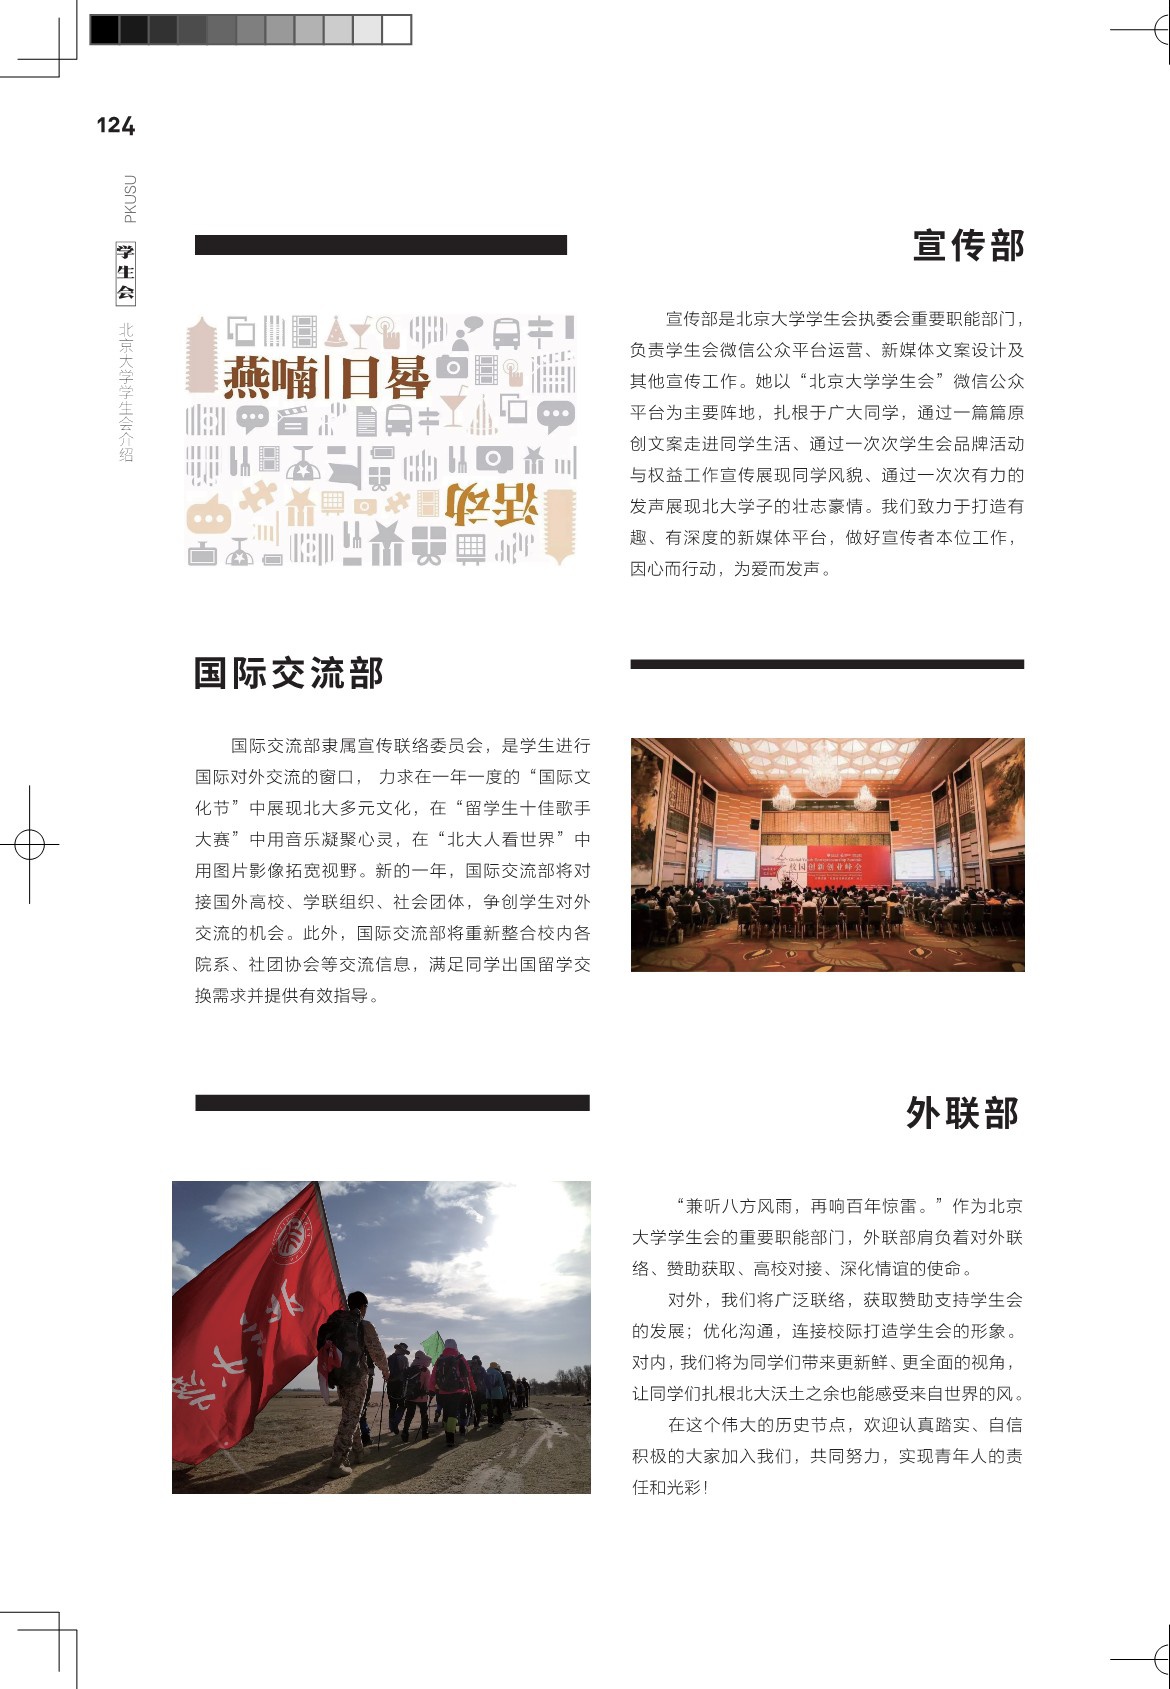 124
PKUSU
学生会
北京大学学生会介绍
宣传部
燕喃|日晷
活动
宣传部是北京大学学生会执委会重要职能部门，
负责学生会微信公众平台运营、新媒体文案设计及
其他宣传工作。她以“北京大学学生会”微信公众
平台为主要阵地，扎根于广大同学，通过一篇篇原
创文案走进同学生活、通过一次次学生会品牌活动
与权益工作宣传展现同学风貌、通过一次次有力的
发声展现北大学子的壮志豪情。我们致力于打造有
趣、有深度的新媒体平台，做好宣传者本位工作，
因心而行动，为爱而发声。
国际交流部
国际交流部隶属宣传联络委员会，是学生进行
国际对外交流的窗口， 力求在一年一度的“国际文
化节”中展现北大多元文化，在“留学生十佳歌手
大赛”中用音乐凝聚心灵，在“北大人看世界”中
用图片影像拓宽视野。新的一年，国际交流部将对
接国外高校、学联组织、社会团体，争创学生对外
交流的机会。此外，国际交流部将重新整合校内各
院系、社团协会等交流信息，满足同学出国留学交
换需求并提供有效指导。
校园创新创业峰会
外联部
“兼听八方风雨，再响百年惊雷。”作为北京
大学学生会的重要职能部门，外联部肩负着对外联
络、赞助获取、高校对接、深化情谊的使命。
对外，我们将广泛联络，获取赞助支持学生会
的发展；优化沟通，连接校际打造学生会的形象。
对内，我们将为同学们带来更新鲜、更全面的视角，
让同学们扎根北大沃土之余也能感受来自世界的风。
在这个伟大的历史节点，欢迎认真踏实、自信
积极的大家加入我们，共同努力，实现青年人的责
任和光彩！